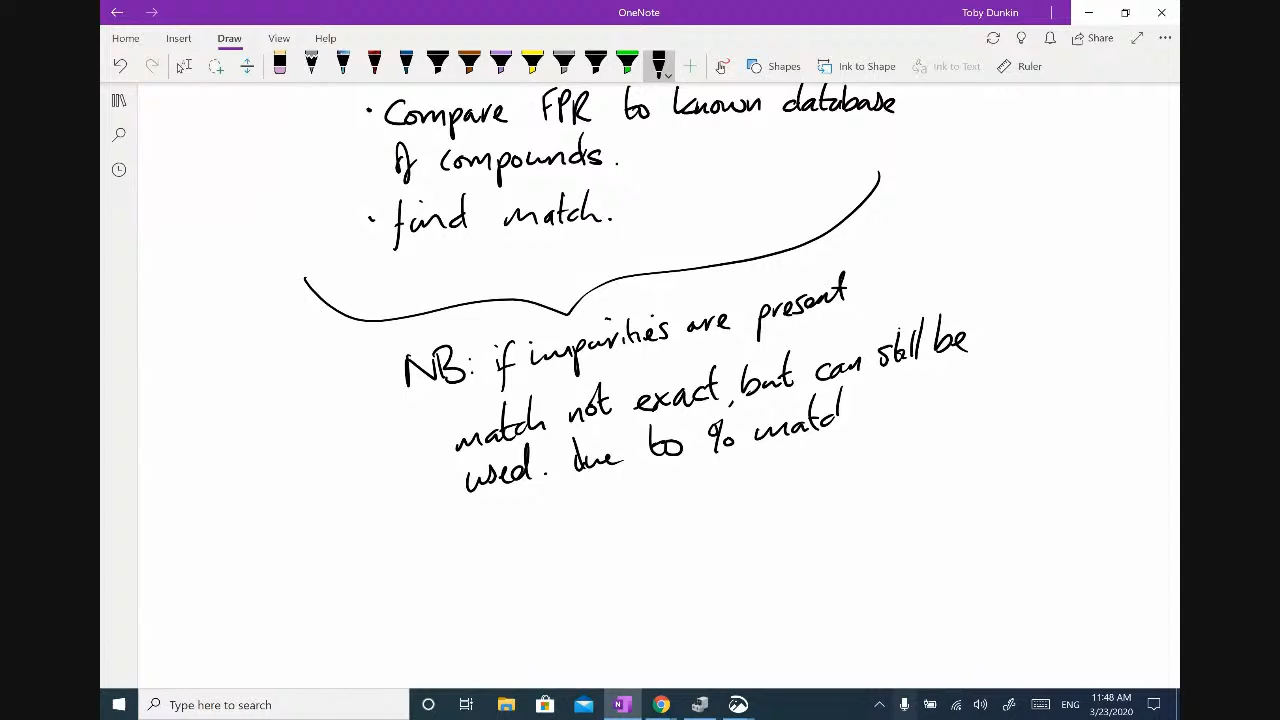 OneNote
Toby Dunkin
Home Insert Draw View Help
Share
Shapes Ink to Shape Ink to Text Ruler
· Compare FPR to known database
of compounds.
· find match.
NB: if impurities are present
match not exact, but can still be
used. due to % matc
Type here to search
ENG
11:48 AM
3/23/2020